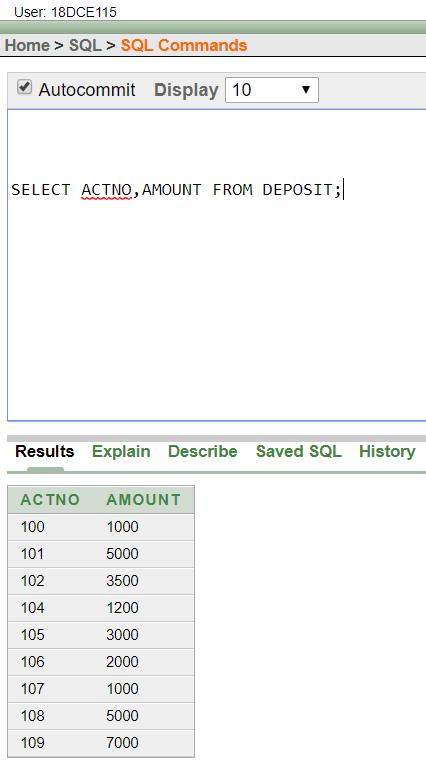 User: 18DCE115
Home > SQL > SQL Commands
Autocommit Display 10
SELECT ACTNO,AMOUNT FROM DEPOSIT;
Results Explain Describe Saved SQL History
ACTNO AMOUNT
100 1000
101 5000
102 3500
104 1200
105 3000
106 2000
107 1000
108 5000
109 7000